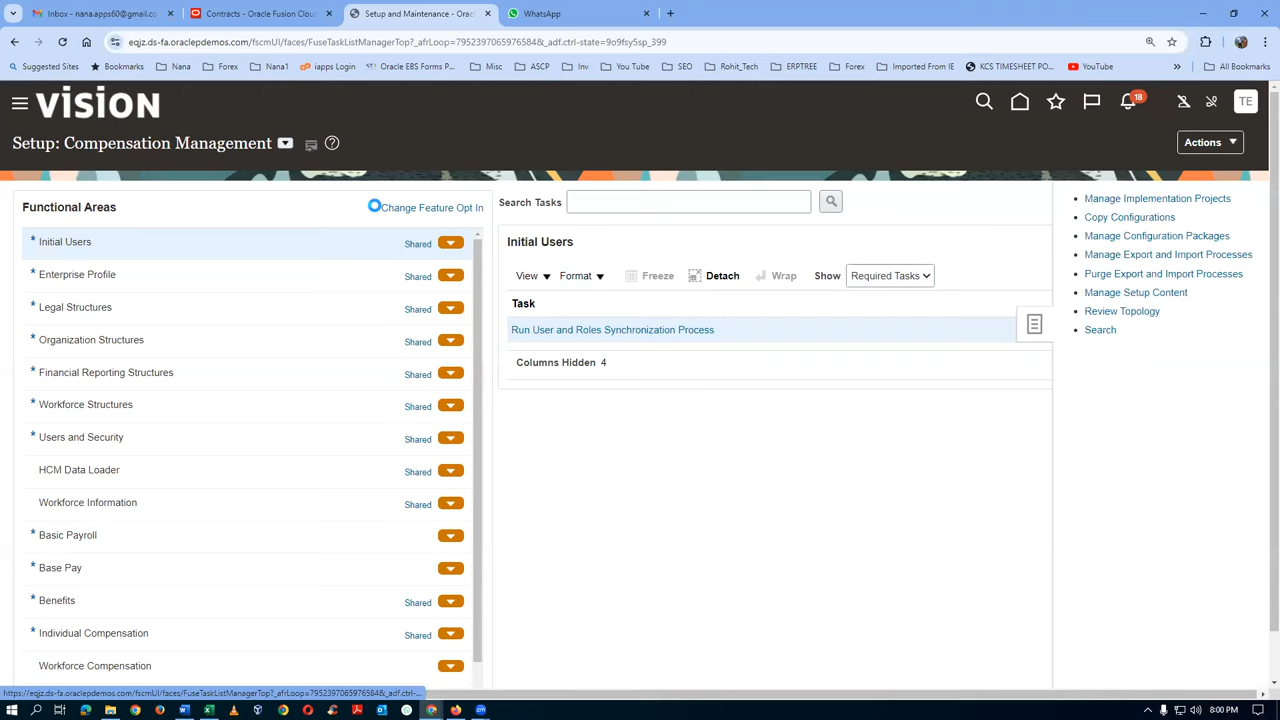 Inbox - nana.apps60@gmail.co
Contracts - Oracle Fusion Cloud
Setup and Maintenance - Orac
WhatsApp
eqjz.ds-fa.oraclepdemos.com/fscmUI/faces/FuseTaskListManagerTop?_afrLoop=79523970659765848&_adf.ctrl-state=9o9fsy5sp_399
Suggested Sites
Bookmarks
Nana
Forex
Nana1
iapps Login
Oracle EBS Forms P...
Misc
ASCP
Inv
You Tube
SEO
Rohit_Tech
ERPTREE
Forex
Imported From IE
KCS TIMESHEET PO...
YouTube
All Bookmarks
VISION
18
TE
Setup: Compensation Management
Actions
Functional Areas
Change Feature Opt In
* Initial Users Shared
* Enterprise Profile Shared
* Legal Structures Shared
* Organization Structures Shared
* Financial Reporting Structures Shared
* Workforce Structures Shared
* Users and Security Shared
HCM Data Loader Shared
Workforce Information Shared
* Basic Payroll
* Base Pay
* Benefits Shared
* Individual Compensation Shared
Workforce Compensation
Search Tasks
Initial Users
View
Format
Freeze
Detach
Wrap
Show
Required Tasks
Task
Run User and Roles Synchronization Process
Columns Hidden 4
Manage Implementation Projects
Copy Configurations
Manage Configuration Packages
Manage Export and Import Processes
Purge Export and Import Processes
Manage Setup Content
Review Topology
Search
https://eqjz.ds-fa.oraclepdemos.com/fscmUI/faces/FuseTaskListManagerTop?_afrLoop=79523970659765848&_adf.ctrl-...
8:00 PM